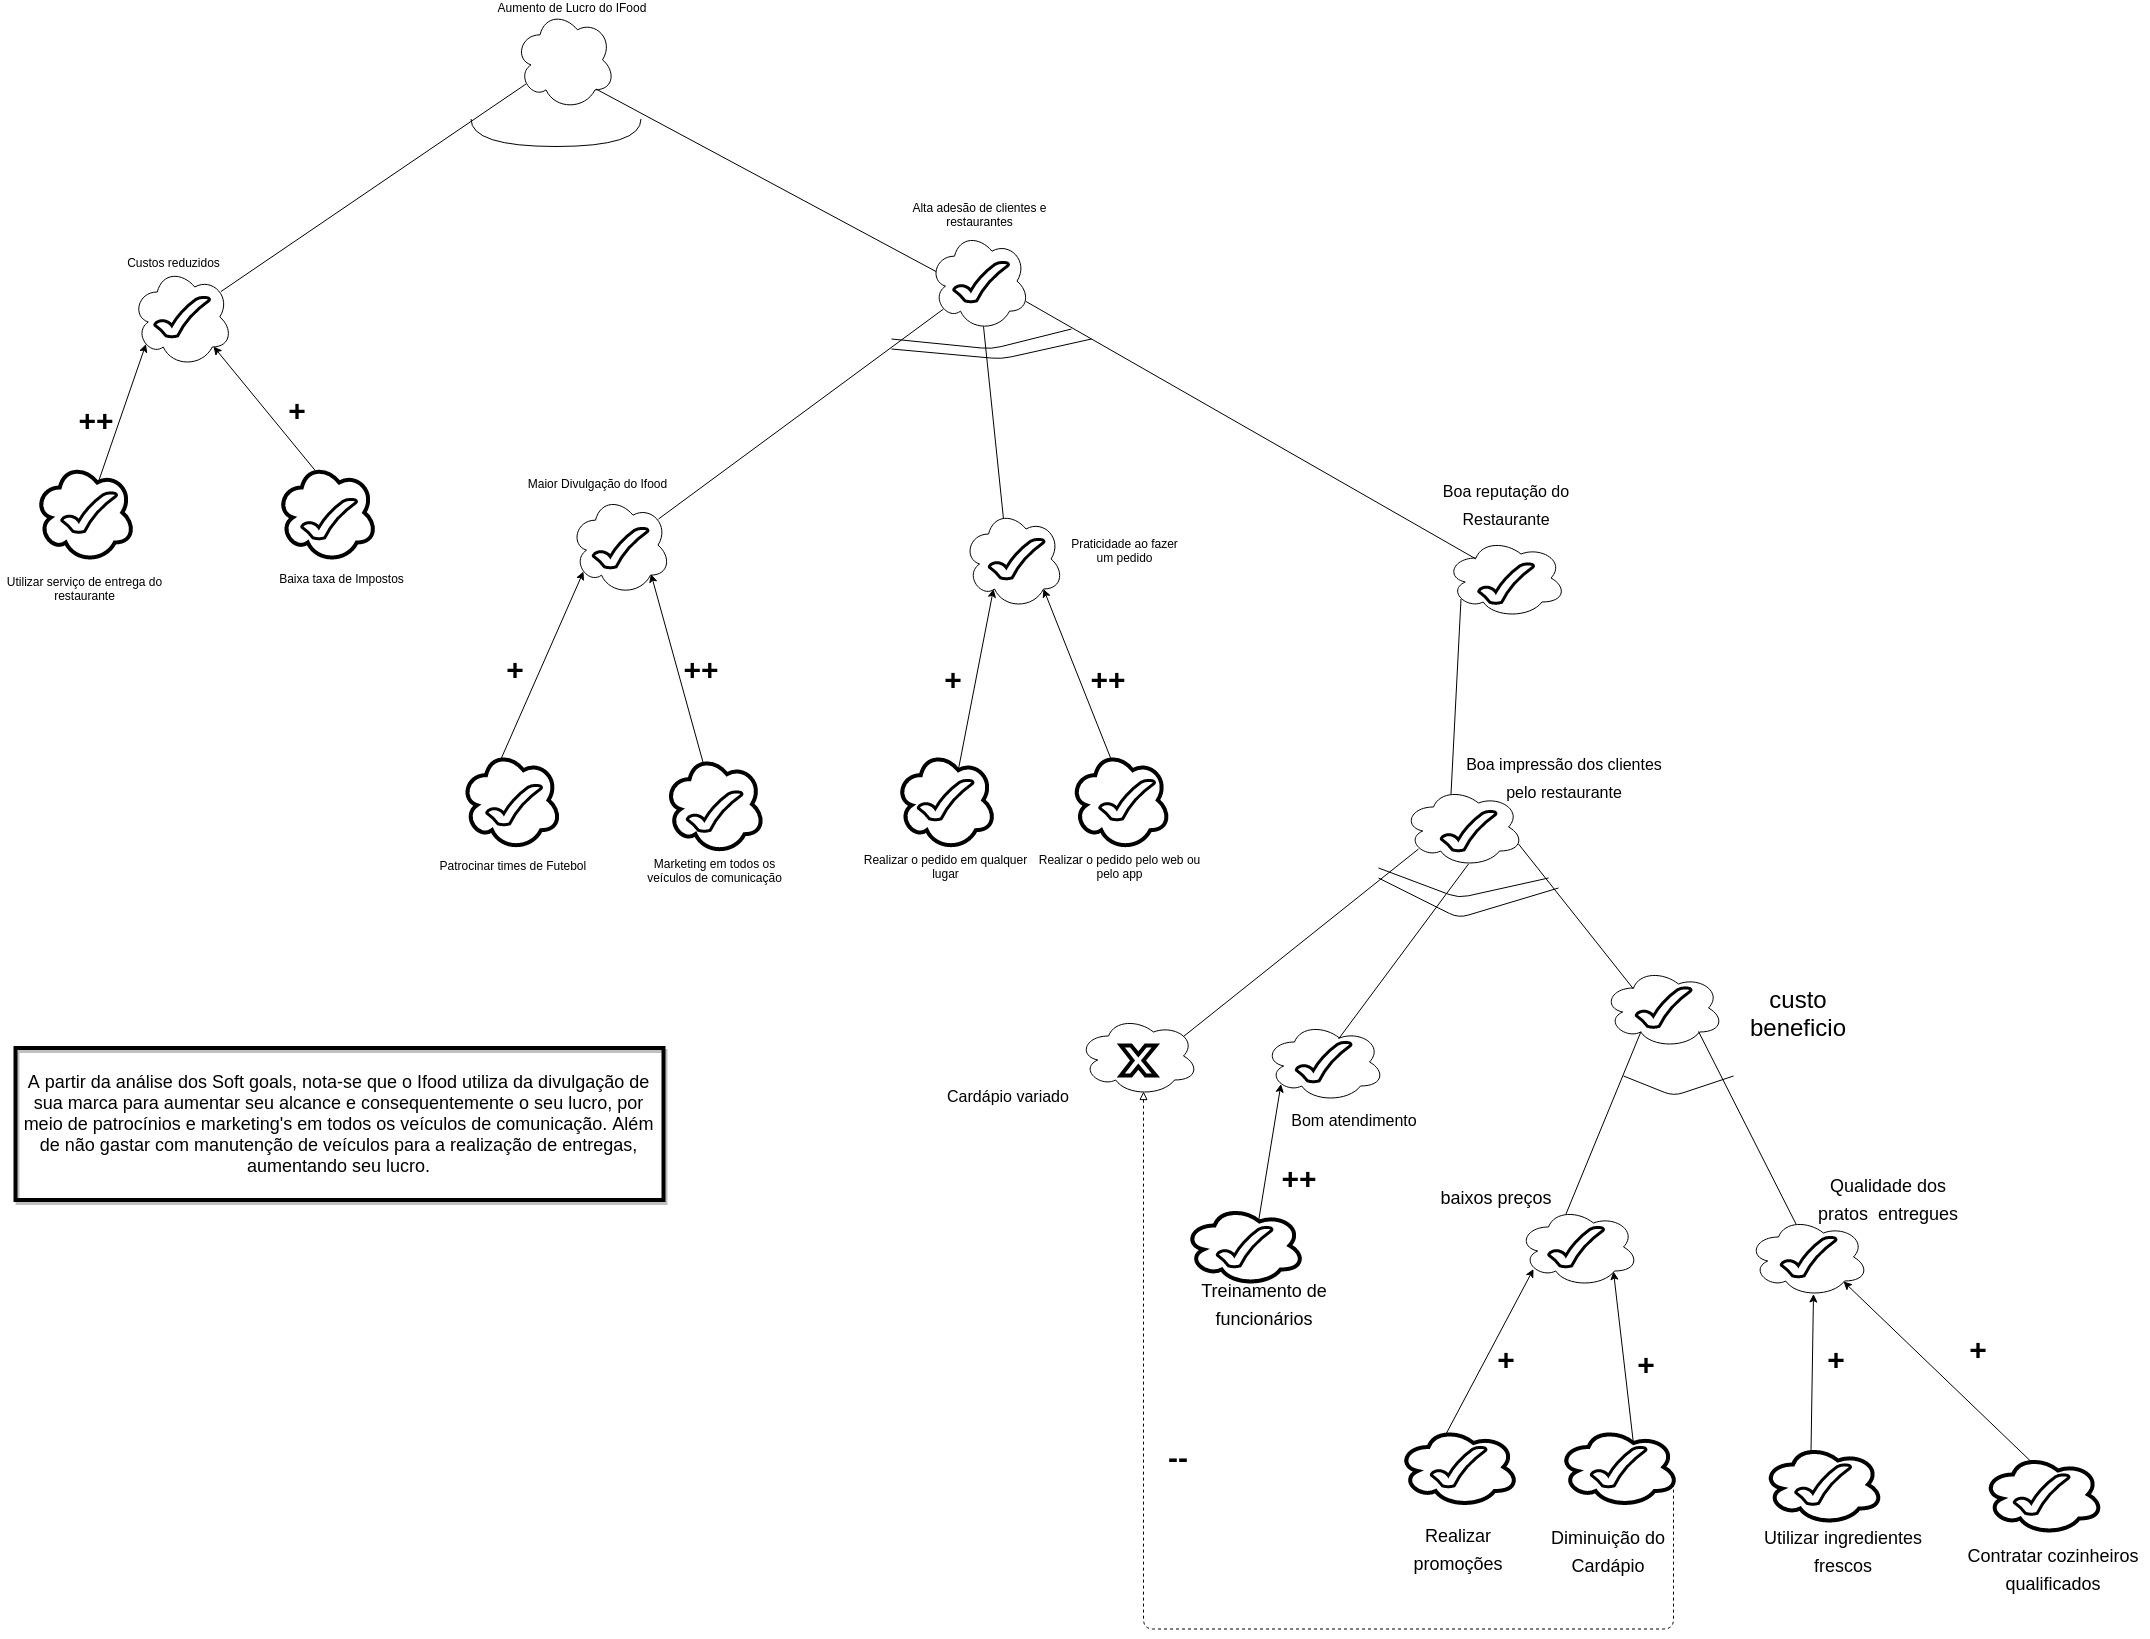 Aumento de Lucro do IFood
Alta adesão de clientes e
restaurantes
Custos reduzidos
++
+
Utilizar serviço de entrega do
restaurante
Baixa taxa de Impostos
Maior Divulgação do Ifood
Praticidade ao fazer
um pedido
Boa reputação do
Restaurante
+
++
+
++
Patrocinar times de Futebol
Marketing em todos os
veículos de comunicação
Realizar o pedido em qualquer
lugar
Realizar o pedido pelo web ou
pelo app
Boa impressão dos clientes
pelo restaurante
custo
beneficio
Cardápio variado
Bom atendimento
A partir da análise dos Soft goals, nota-se que o Ifood utiliza da divulgação de
sua marca para aumentar seu alcance e consequentemente o seu lucro, por
meio de patrocínios e marketing's em todos os veículos de comunicação. Além
de não gastar com manutenção de veículos para a realização de entregas,
aumentando seu lucro.
++
baixos preços
Qualidade dos
pratos  entregues
Treinamento de
funcionários
+
+
+
+
--
Realizar
promoções
Diminuição do
Cardápio
Utilizar ingredientes
frescos
Contratar cozinheiros
qualificados